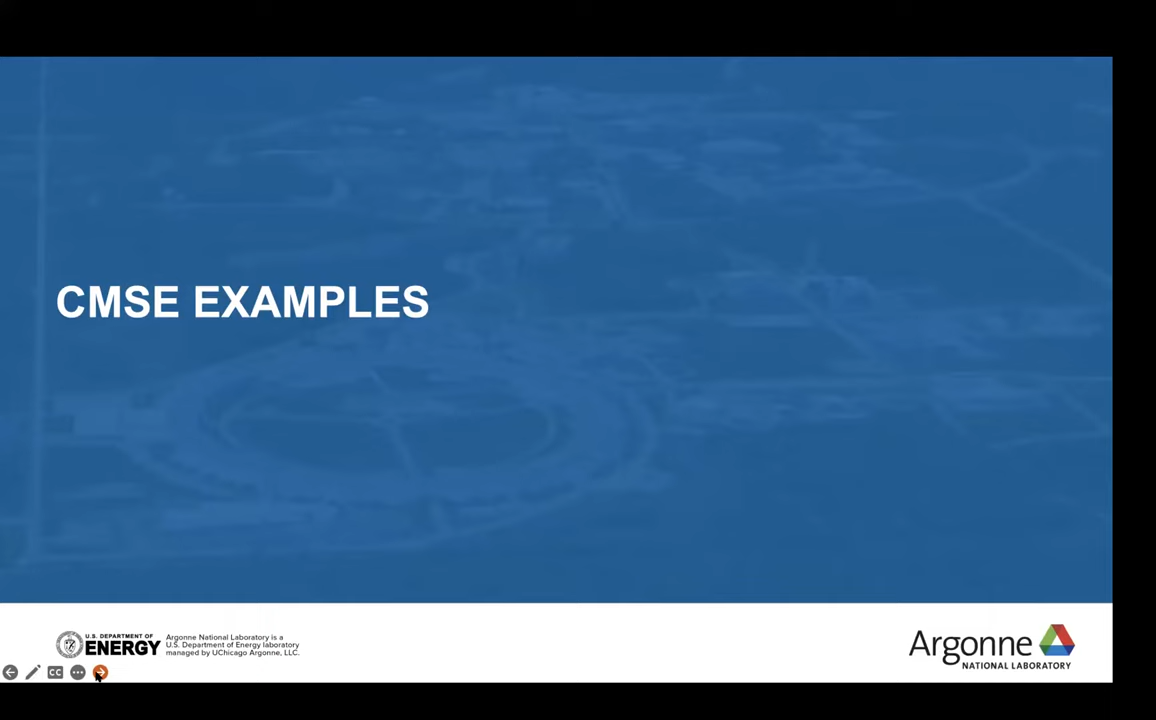 CMSE EXAMPLES
U.S. DEPARTMENT OF
ENERGY
Argonne National Laboratory is a
U.S. Department of Energy laboratory
managed by UChicago Argonne, LLC.
Argonne
NATIONAL LABORATORY
CC